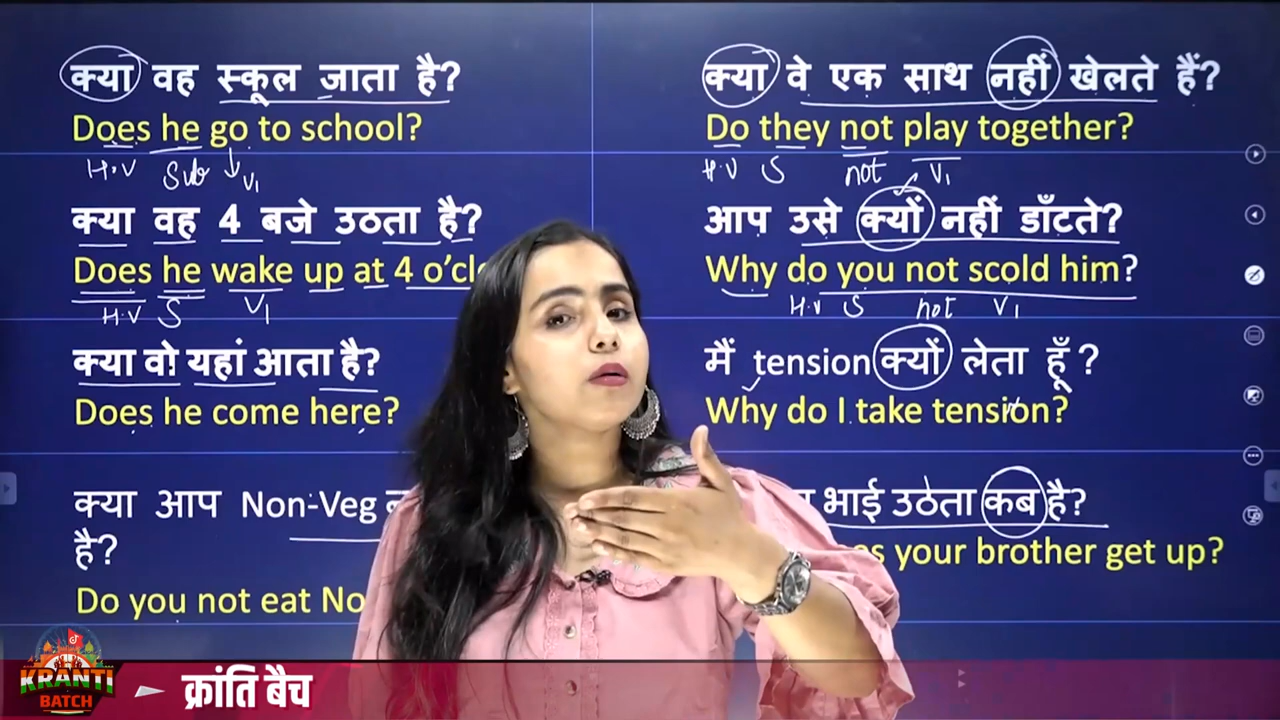 क्या वह स्कूल जाता है?
Does he go to school?
H.V Sub V1
क्या वह 4 बजे उठता है?
Does he wake up at 4 o'cl
H.V S V1
क्या वो यहां आता है?
Does he come here?
क्या आप Non-Veg
है?
Do you not eat No
क्या वे एक साथ नहीं खेलते हैं?
Do they not play together?
H.V S not V1
आप उसे क्यों नहीं डाँटते?
Why do you not scold him?
H.V S not V1
मैं tension क्यों लेता हूँ ?
Why do I take tension?
भाई उठेता कब है?
es your brother get up?
KRANTI
BATCH
क्रांति बैच